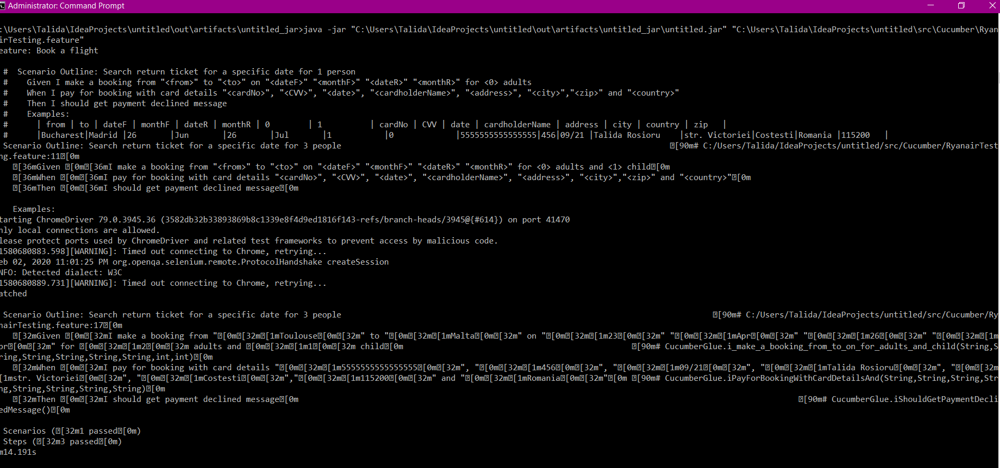 Administrator: Command Prompt
:\Users\Talida\IdeaProjects\untitled\out\artifacts\untitled_jar>java -jar "C:\Users\Talida\IdeaProjects\untitled\out\artifacts\untitled_jar\untitled.jar" "C:\Users\Talida\IdeaProjects\untitled\src\Cucumber\Ryan
irTesting.feature"
eature: Book a flight
#  Scenario Outline: Search return ticket for a specific date for 1 person
#    Given I make a booking from "<from>" to "<to>" on "<dateF>" "<monthF>" "<dateR>" "<monthR>" for <0> adults
#    When I pay for booking with card details "<cardNo>", "<CVV>", "<date>", "<cardholderName>", "<address>", "<city>","<zip>" and "<country>"
#    Then I should get payment declined message
#    Examples:
#      | from | to | dateF | monthF | dateR | monthR | 0        | 1          | cardNo | CVV | date | cardholderName | address | city | country | zip   |
#      |Bucharest|Madrid |26       |Jun       |26       |Jul       |1           |0             |5555555555555555|456|09/21 |Talida Rosioru    |str. Victoriei|Costesti|Romania |115200   |
Scenario Outline: Search return ticket for a specific date for 3 people                                                                     �[90m# C:/Users/Talida/IdeaProjects/untitled/src/Cucumber/RyanairTest
ng.feature:11�[0m
�[36mGiven �[0m�[36mI make a booking from "<from>" to "<to>" on "<dateF>" "<monthF>" "<dateR>" "<monthR>" for <0> adults and <1> child�[0m
�[36mWhen �[0m�[36mI pay for booking with card details "<cardNo>", "<CVV>", "<date>", "<cardholderName>", "<address>", "<city>","<zip>" and "<country>"�[0m
�[36mThen �[0m�[36mI should get payment declined message�[0m
Examples:
tarting ChromeDriver 79.0.3945.36 (3582db32b33893869b8c1339e8f4d9ed1816f143-refs/branch-heads/3945@{#614}) on port 41470
nly local connections are allowed.
lease protect ports used by ChromeDriver and related test frameworks to prevent access by malicious code.
1580680883.598][WARNING]: Timed out connecting to Chrome, retrying...
eb 02, 2020 11:01:25 PM org.openqa.selenium.remote.ProtocolHandshake createSession
NFO: Detected dialect: W3C
1580680889.731][WARNING]: Timed out connecting to Chrome, retrying...
atched
Scenario Outline: Search return ticket for a specific date for 3 people                                                                              �[90m# C:/Users/Talida/IdeaProjects/untitled/src/Cucumber/Ry
nairTesting.feature:17�[0m
�[32mGiven �[0m�[32mI make a booking from "�[0m�[32m�[1mToulouse�[0m�[32m" to "�[0m�[32m�[1mMalta�[0m�[32m" on "�[0m�[32m�[1m23�[0m�[32m" "�[0m�[32m�[1mApr�[0m�[32m" "�[0m�[32m�[1m26�[0m�[32m" "�[0m�[32m�[1m
pr�[0m�[32m" for �[0m�[32m�[1m2�[0m�[32m adults and �[0m�[32m�[1m1�[0m�[32m child�[0m                                                �[90m# CucumberGlue.i_make_a_booking_from_to_on_for_adults_and_child(String,S
ring,String,String,String,String,int,int)�[0m
�[32mWhen �[0m�[32mI pay for booking with card details "�[0m�[32m�[1m5555555555555555�[0m�[32m", "�[0m�[32m�[1m456�[0m�[32m", "�[0m�[32m�[1m09/21�[0m�[32m", "�[0m�[32m�[1mTalida Rosioru�[0m�[32m", "�[0m�[32m
[1mstr. Victoriei�[0m�[32m", "�[0m�[32m�[1mCostesti�[0m�[32m","�[0m�[32m�[1m115200�[0m�[32m" and "�[0m�[32m�[1mRomania�[0m�[32m"�[0m �[90m# CucumberGlue.iPayForBookingWithCardDetailsAnd(String,String,String,Str
ng,String,String,String,String)�[0m
�[32mThen �[0m�[32mI should get payment declined message�[0m                                                                                                         �[90m# CucumberGlue.iShouldGetPaymentDecli
edMessage()�[0m
Scenarios (�[32m1 passed�[0m)
Steps (�[32m3 passed�[0m)
m14.191s